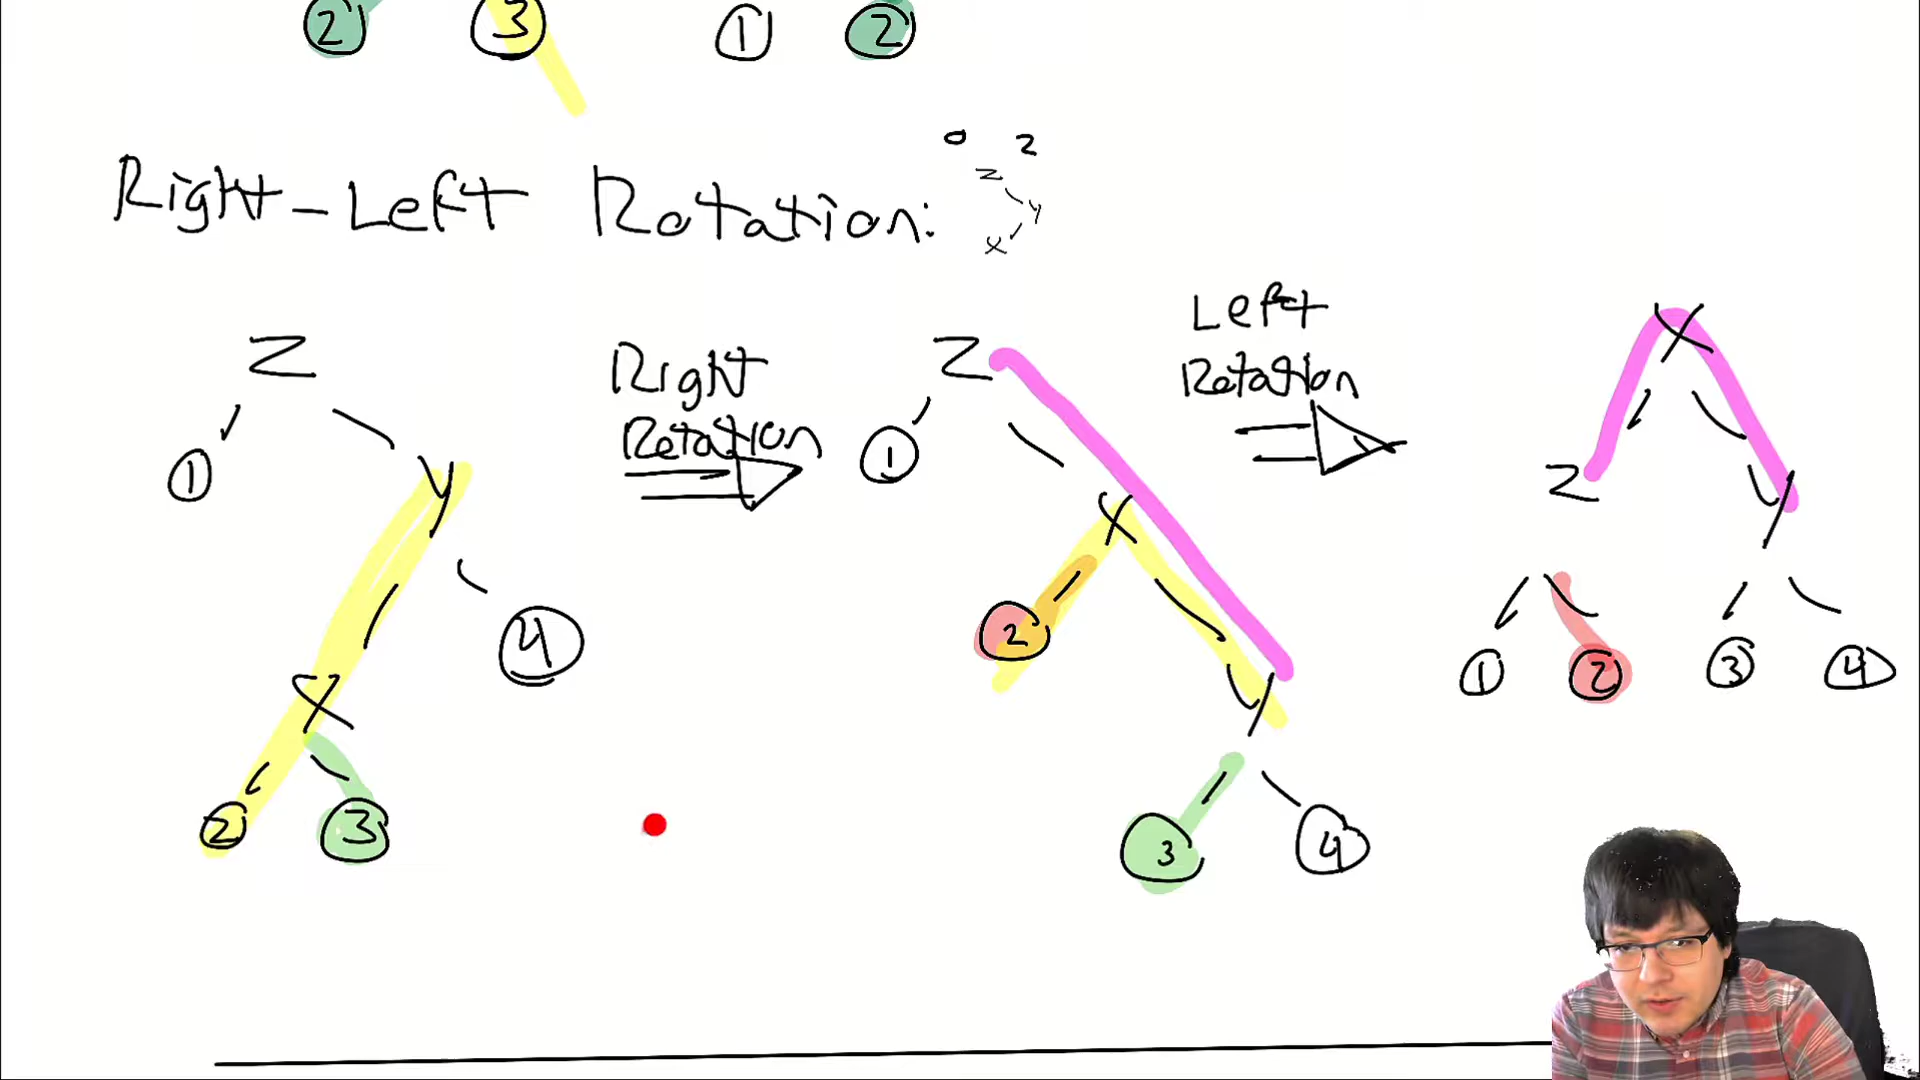 2 3 1 2
0 2
Z
Right-Left Rotation:
y
x
Left
Z Right Z Rotation X
Rotation
1 y 1 Z y
X
4 2
1 2 3 4
X y
2 3 3 4